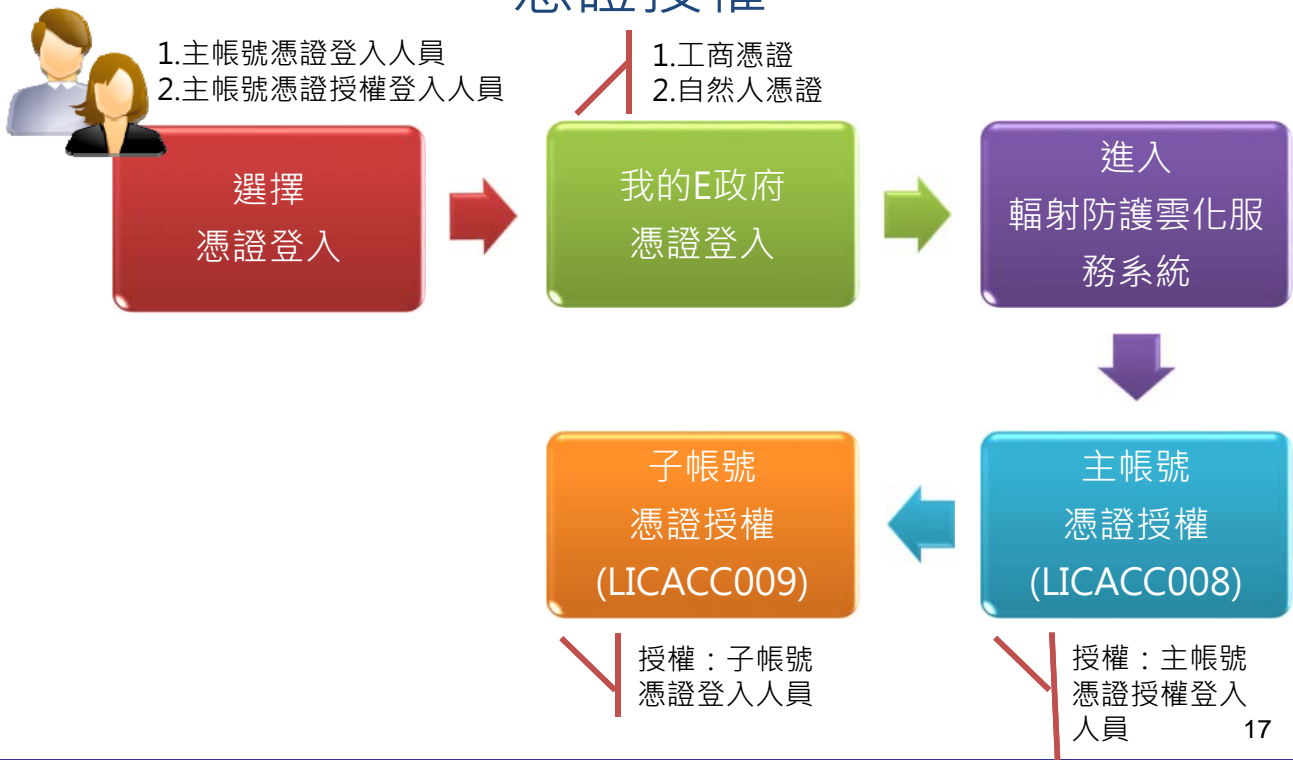 憑證授權
1.主帳號憑證登入人員
2.主帳號憑證授權登入人員
1.工商憑證
2.自然人憑證
選擇
憑證登入
我的E政府
憑證登入
進入
輻射防護雲化服
務系統
主帳號
憑證授權
(LICACC008)
子帳號
憑證授權
(LICACC009)
授權：子帳號
憑證登入人員
授權：主帳號
憑證授權登入
人員
17